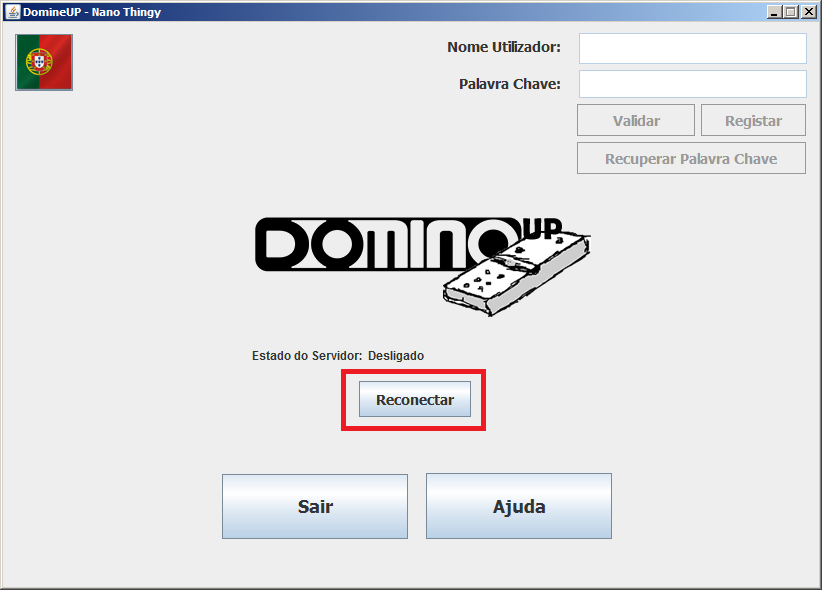 DomineUP - Nano Thingy
Nome Utilizador:
Palavra Chave:
Validar
Registar
Recuperar Palavra Chave
DOMINO UP
Estado do Servidor: Desligado
Reconectar
Sair
Ajuda